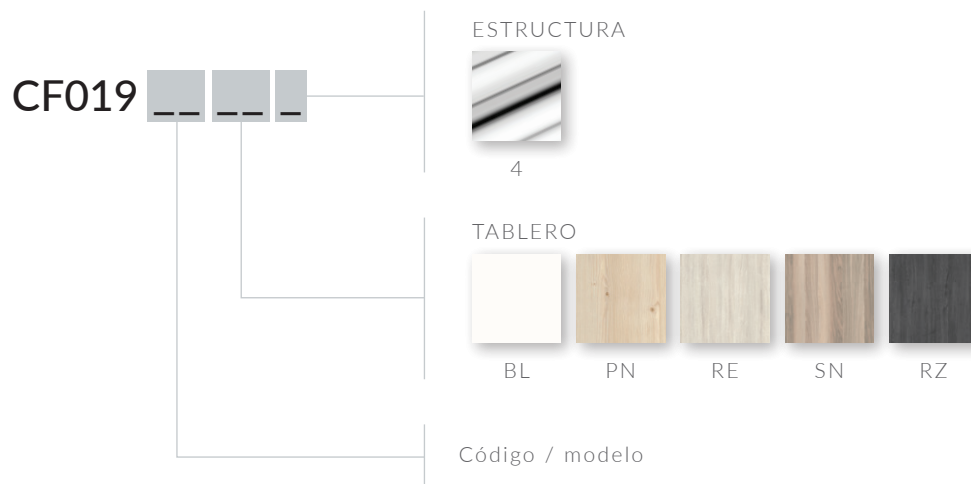 ESTRUCTURA
CF019 __ __ _
4
TABLERO
BL PN RE SN RZ
Código / modelo